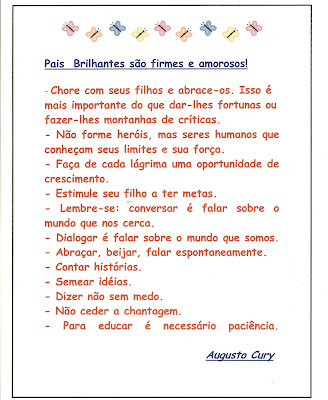 Pais Brilhantes são firmes e amorosos!
- Chore com seus filhos e abrace-os. Isso é
mais importante do que dar-lhes fortunas ou
fazer-lhes montanhas de críticas.
- Não forme heróis, mas seres humanos que
conheçam seus limites e sua força.
- Faça de cada lágrima uma oportunidade de
crescimento.
- Estimule seu filho a ter metas.
- Lembre-se: conversar é falar sobre o
mundo que nos cerca.
- Dialogar é falar sobre o mundo que somos.
- Abraçar, beijar, falar espontaneamente.
- Contar histórias.
- Semear idéias.
- Dizer não sem medo.
- Não ceder a chantagem.
- Para educar é necessário paciência.
Augusto Cury